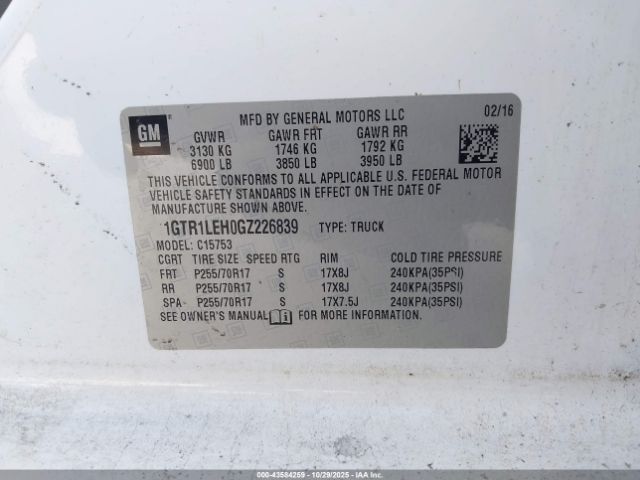 MFD BY GENERAL MOTORS LLC 02/16
GM
GVWR GAWR FRT GAWR RR
3130 KG 1746 KG 1792 KG
6900 LB 3850 LB 3950 LB
THIS VEHICLE CONFORMS TO ALL APPLICABLE U.S. FEDERAL MOTOR
VEHICLE SAFETY STANDARDS IN EFFECT ON THE DATE OF
MANUFACTURE SHOWN ABOVE.
1GTR1LEH0GZ226839 TYPE: TRUCK
MODEL: C15753
CGRT TIRE SIZE SPEED RTG RIM COLD TIRE PRESSURE
FRT P255/70R17 S 17X8J 240KPA(35PSI)
RR P255/70R17 S 17X8J 240KPA(35PSI)
SPA P255/70R17 S 17X7.5J 240KPA(35PSI)
SEE OWNER'S MANUAL i FOR MORE INFORMATION.
000-43584259 | 10/29/2025 | IAAI.com